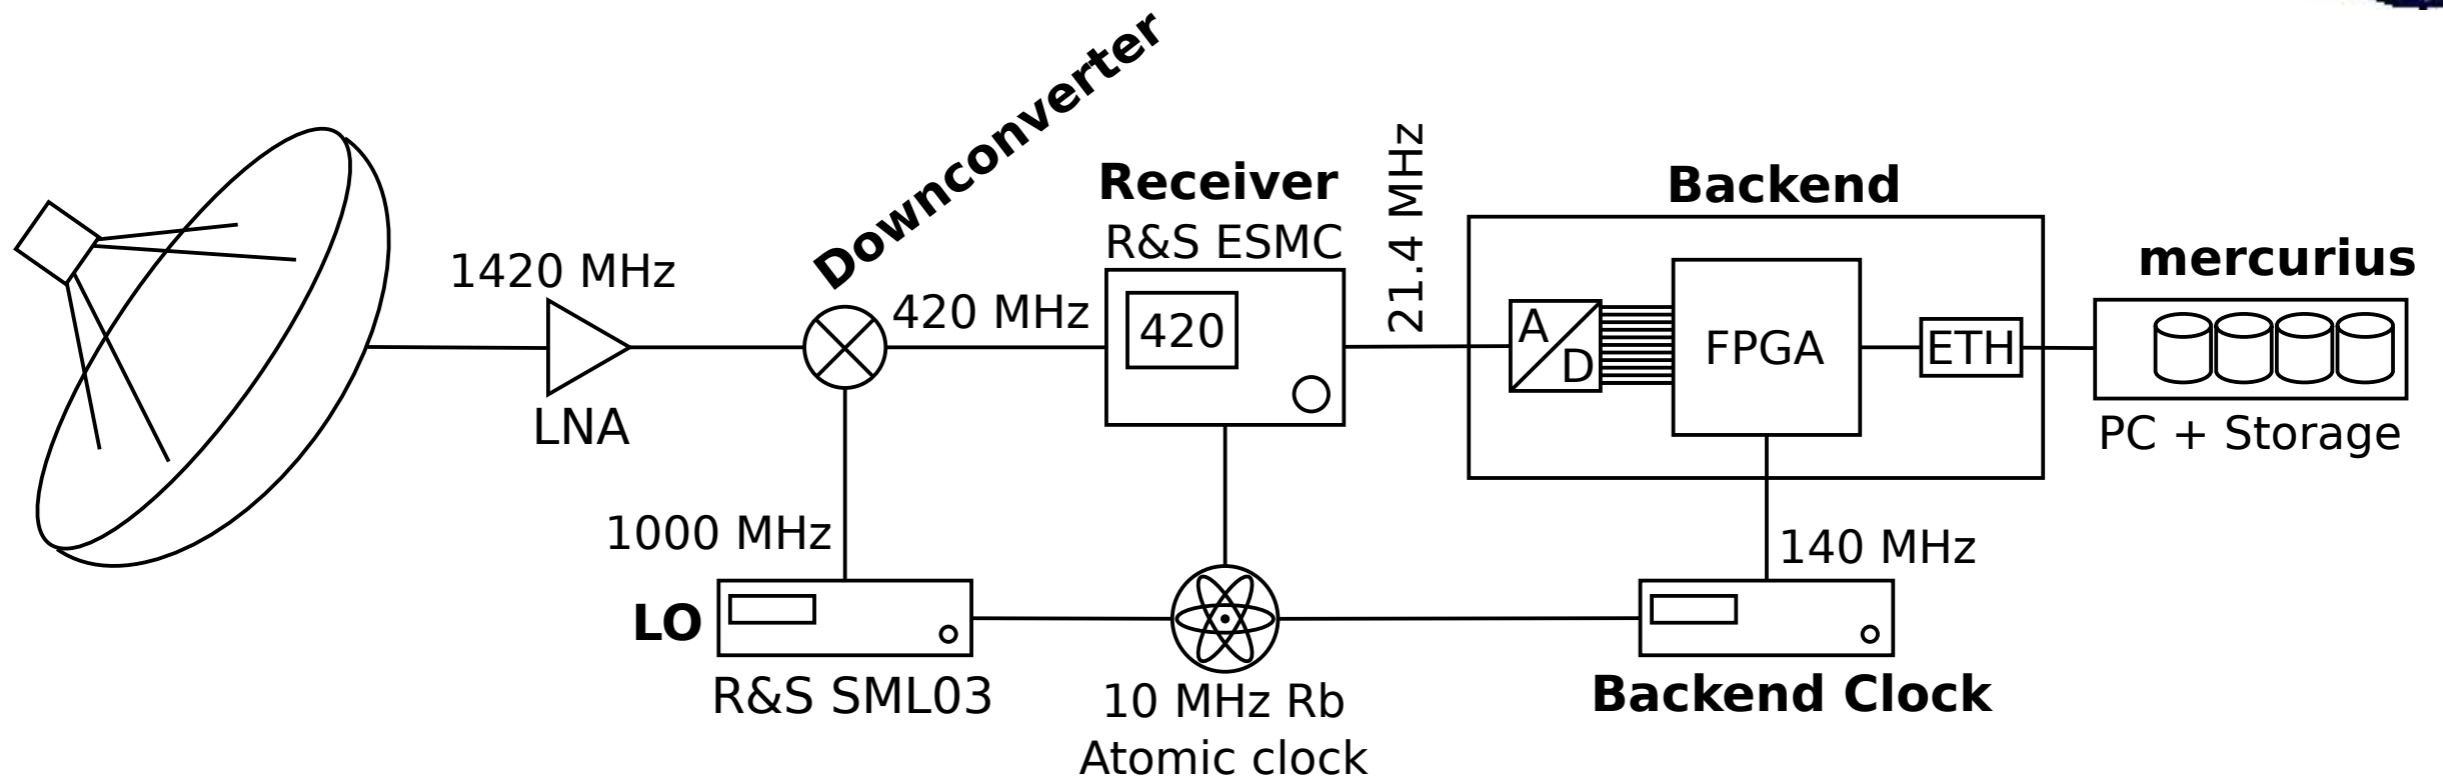 Downconverter
Receiver
R&S ESMC
21.4 MHz
Backend
mercurius
1420 MHz
420 MHz
420
A
D
FPGA
ETH
LNA
PC + Storage
1000 MHz
140 MHz
LO
R&S SML03
10 MHz Rb
Atomic clock
Backend Clock